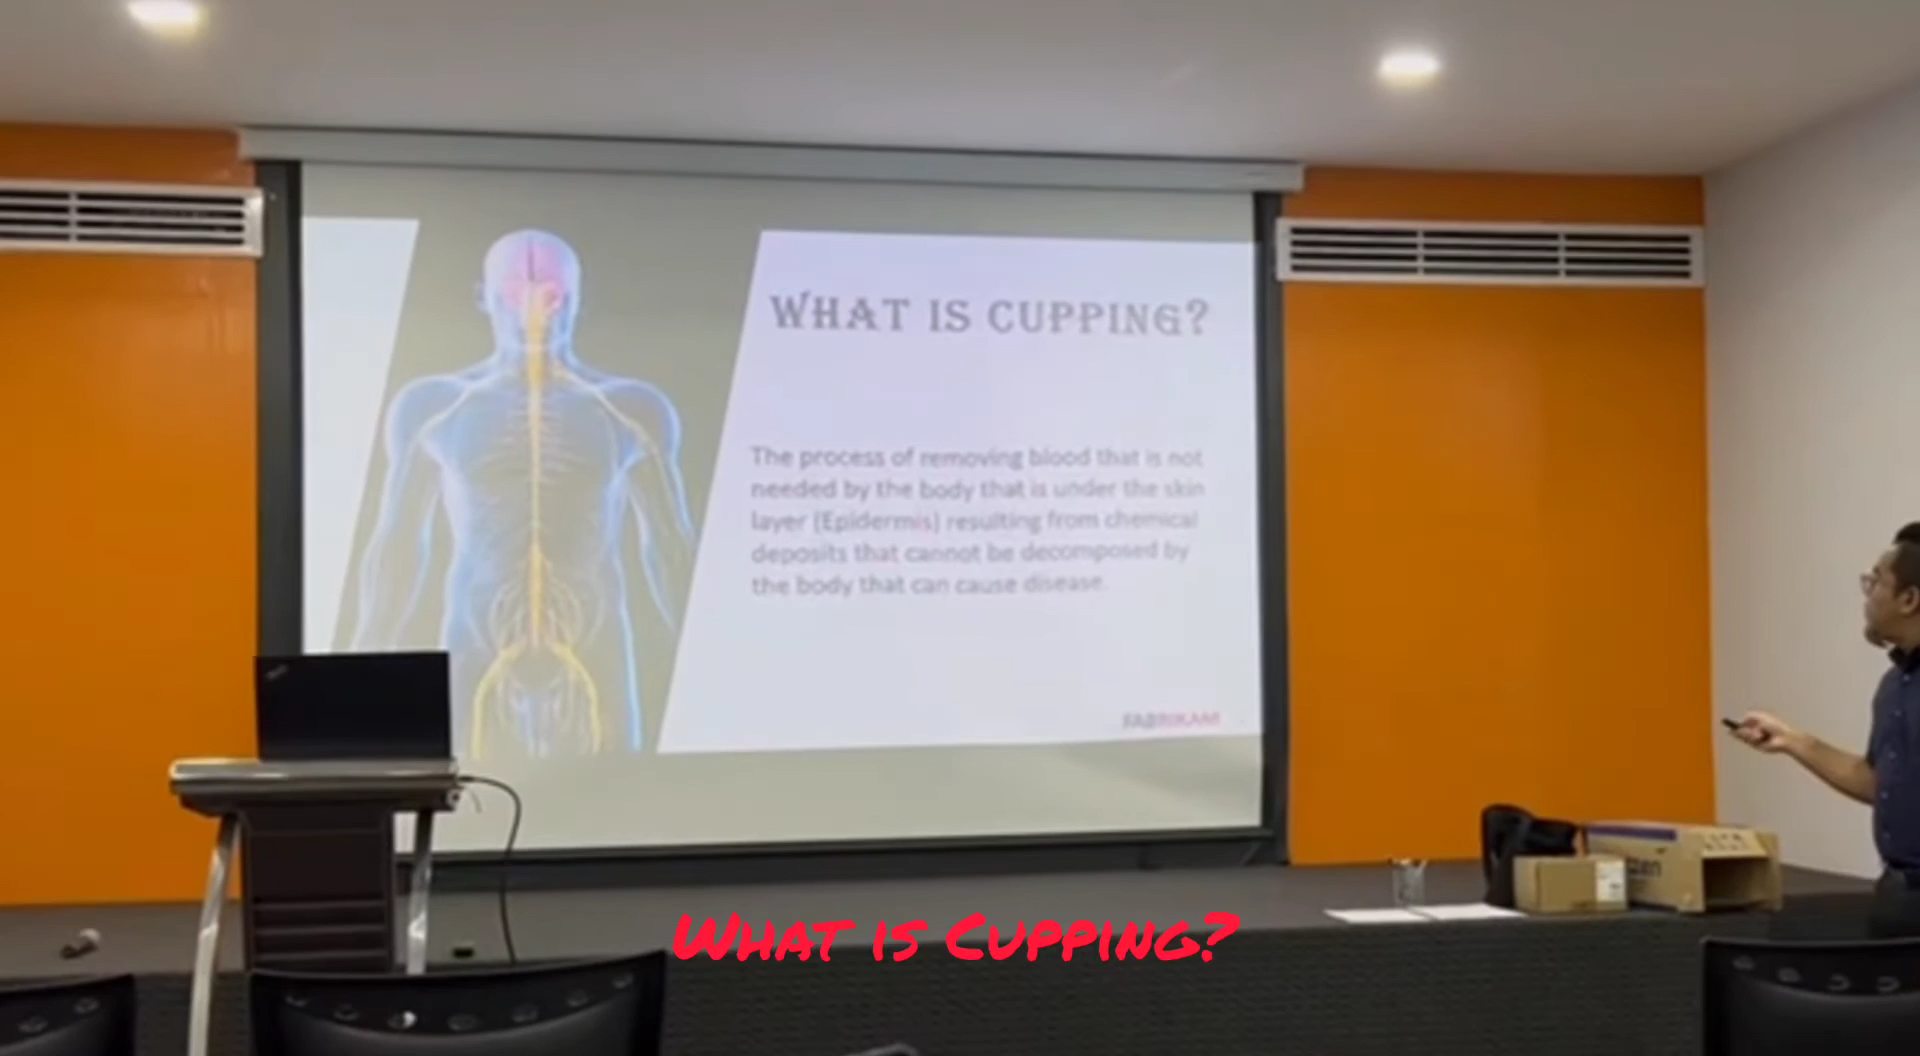 WHAT IS CUPPING?
The process of removing blood that is not
needed by the body that is under the skin
layer (Epidermis) resulting from chemical
deposits that cannot be decomposed by
the body that can cause disease.
FABRIKAM
What is Cupping?